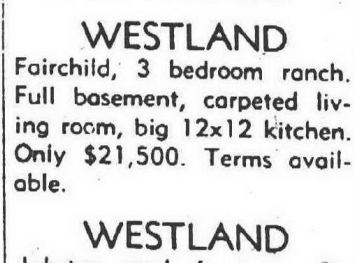 WESTLAND
Fairchild, 3 bedroom ranch.
Full basement, carpeted liv-
ing room, big 12x12 kitchen.
Only $21,500. Terms avail-
able.
WESTLAND